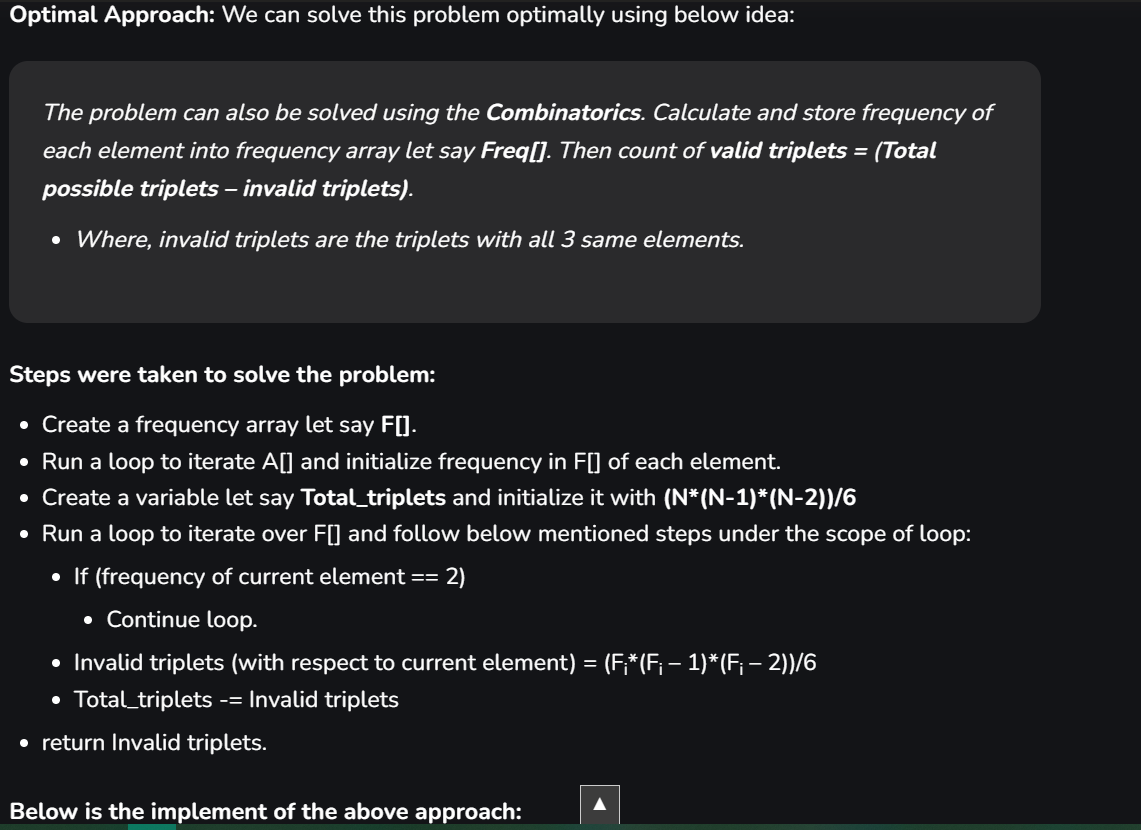 Optimal Approach: We can solve this problem optimally using below idea:
The problem can also be solved using the Combinatorics. Calculate and store frequency of
each element into frequency array let say Freq[]. Then count of valid triplets = (Total
possible triplets – invalid triplets).
• Where, invalid triplets are the triplets with all 3 same elements.
Steps were taken to solve the problem:
• Create a frequency array let say F[].
• Run a loop to iterate A[] and initialize frequency in F[] of each element.
• Create a variable let say Total_triplets and initialize it with (N*(N-1)*(N-2))/6
• Run a loop to iterate over F[] and follow below mentioned steps under the scope of loop:
• If (frequency of current element == 2)
• Continue loop.
• Invalid triplets (with respect to current element) = (Fi*(Fi – 1)*(Fi – 2))/6
• Total_triplets -= Invalid triplets
• return Invalid triplets.
Below is the implement of the above approach: